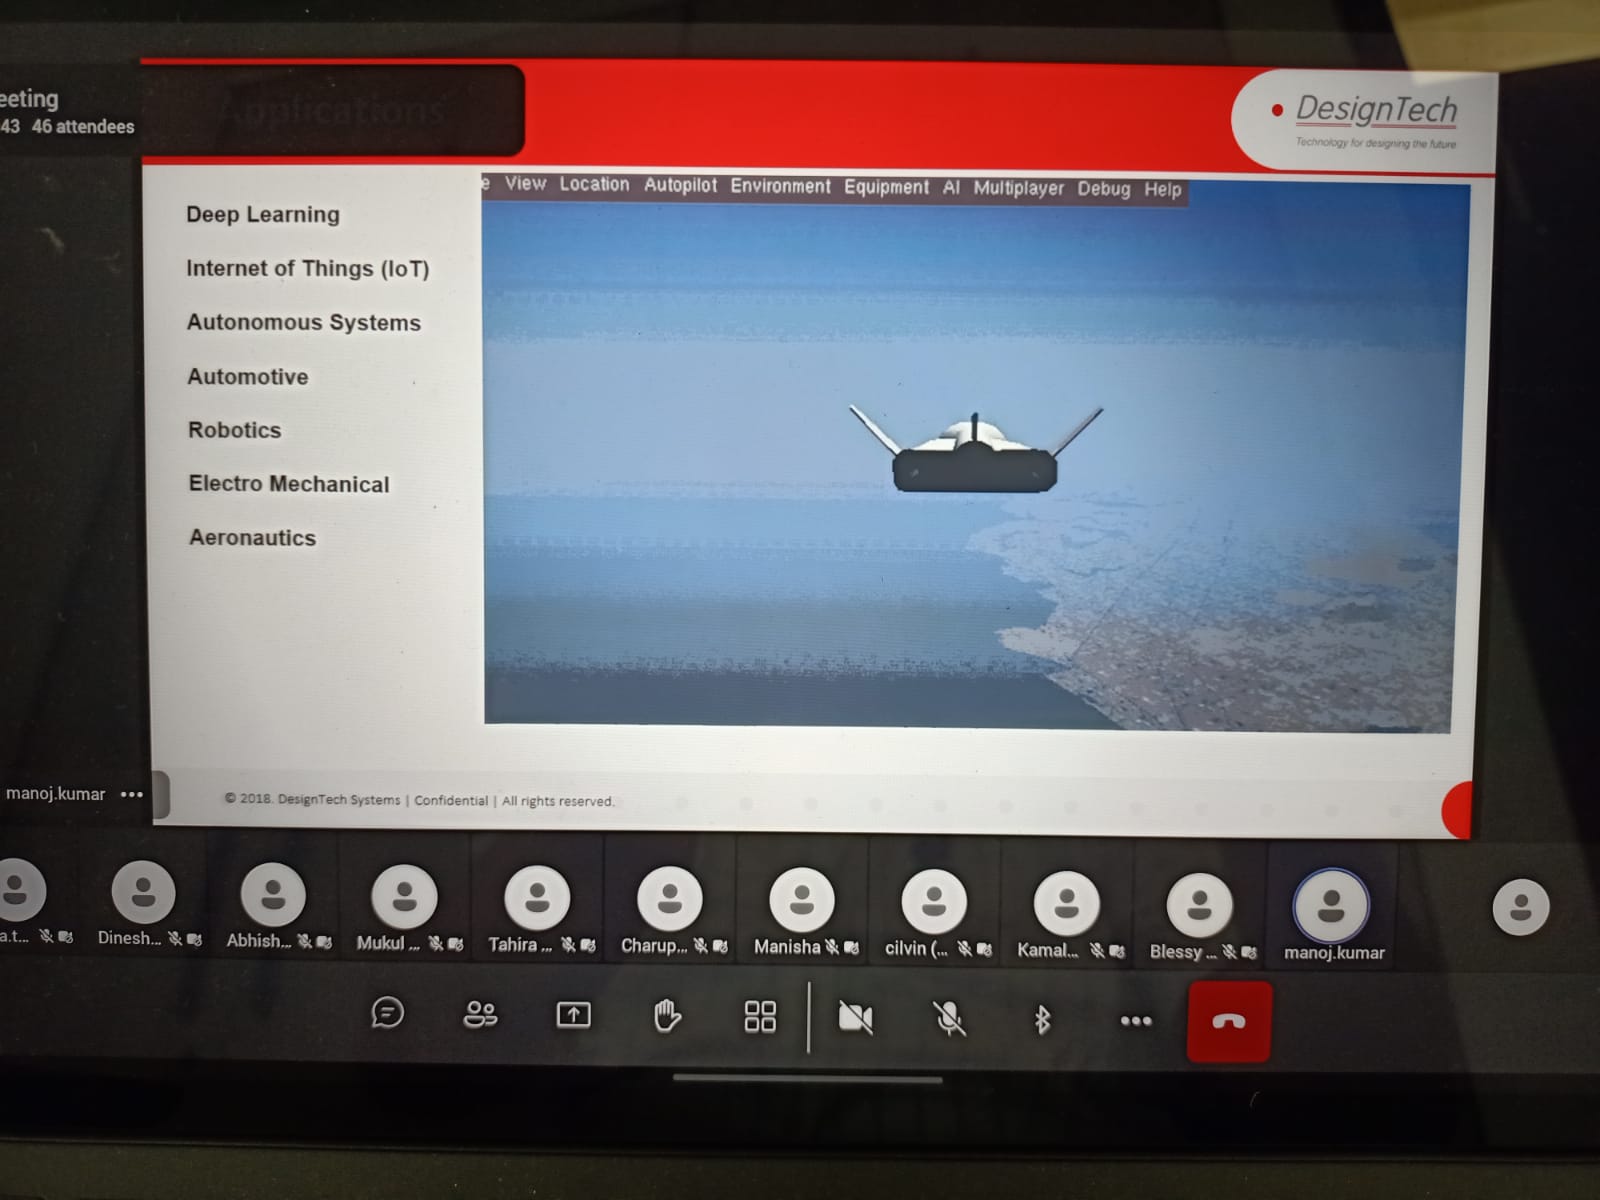 eeting
43 46 attendees
Applications
DesignTech
Technology for designing the future
e View Location Autopilot Environment Equipment AI Multiplayer Debug Help
Deep Learning
Internet of Things (IoT)
Autonomous Systems
Automotive
Robotics
Electro Mechanical
Aeronautics
manoj.kumar •••
© 2018. DesignTech Systems | Confidential | All rights reserved.
a.t... Dinesh... Abhish... Mukul ... Tahira ... Charup... Manisha cilvin (... Kamal... Blessy ... manoj.kumar